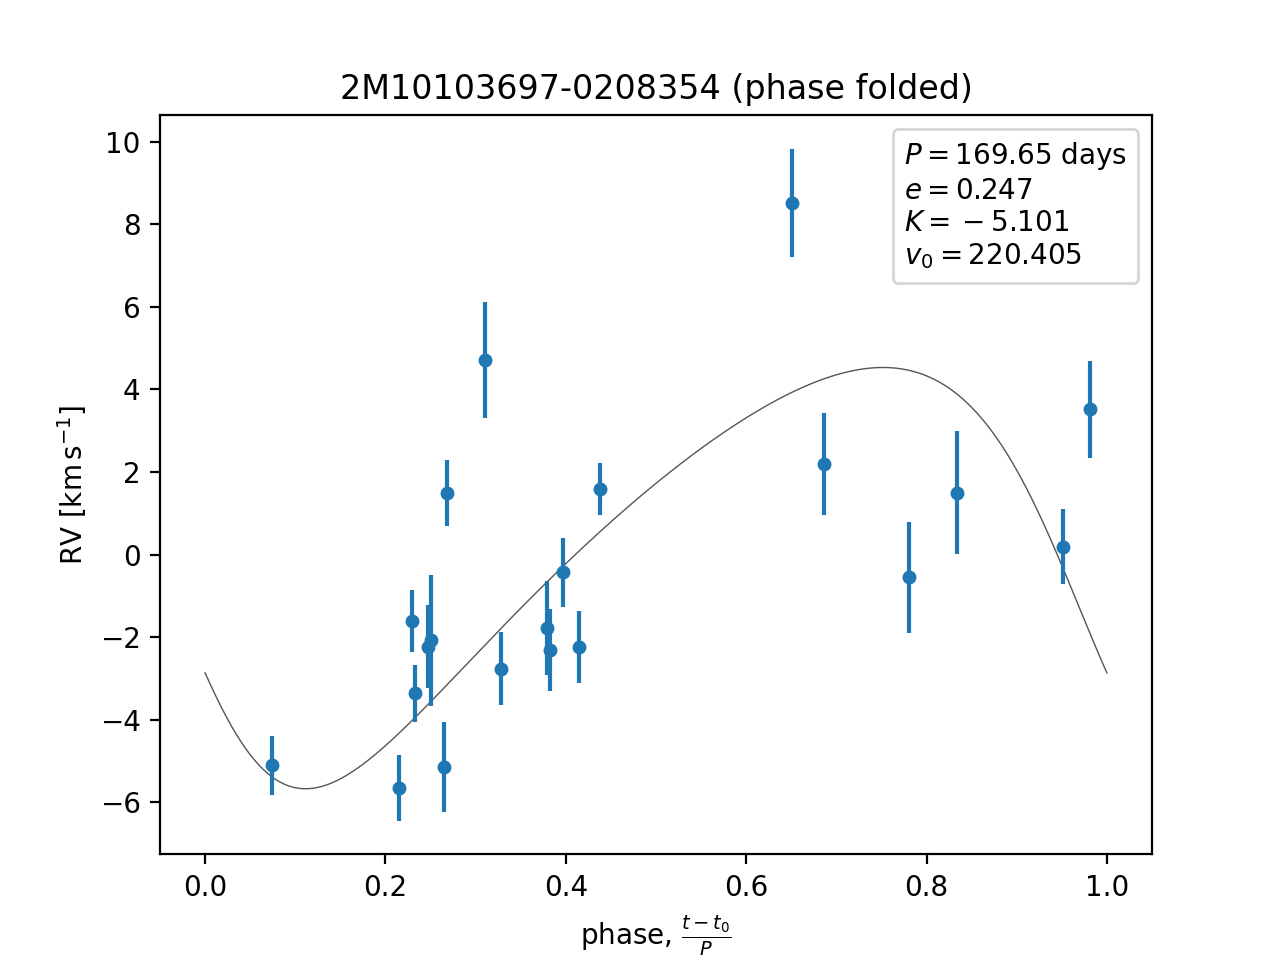 2M10103697-0208354 (phase folded)
P = 169.65 days
e = 0.247
K = −5.101
v₀ = 220.405
10
8
6
4
2
0
−2
−4
−6
RV [km s⁻¹]
0.0 0.2 0.4 0.6 0.8 1.0
phase, (t − t₀)/P